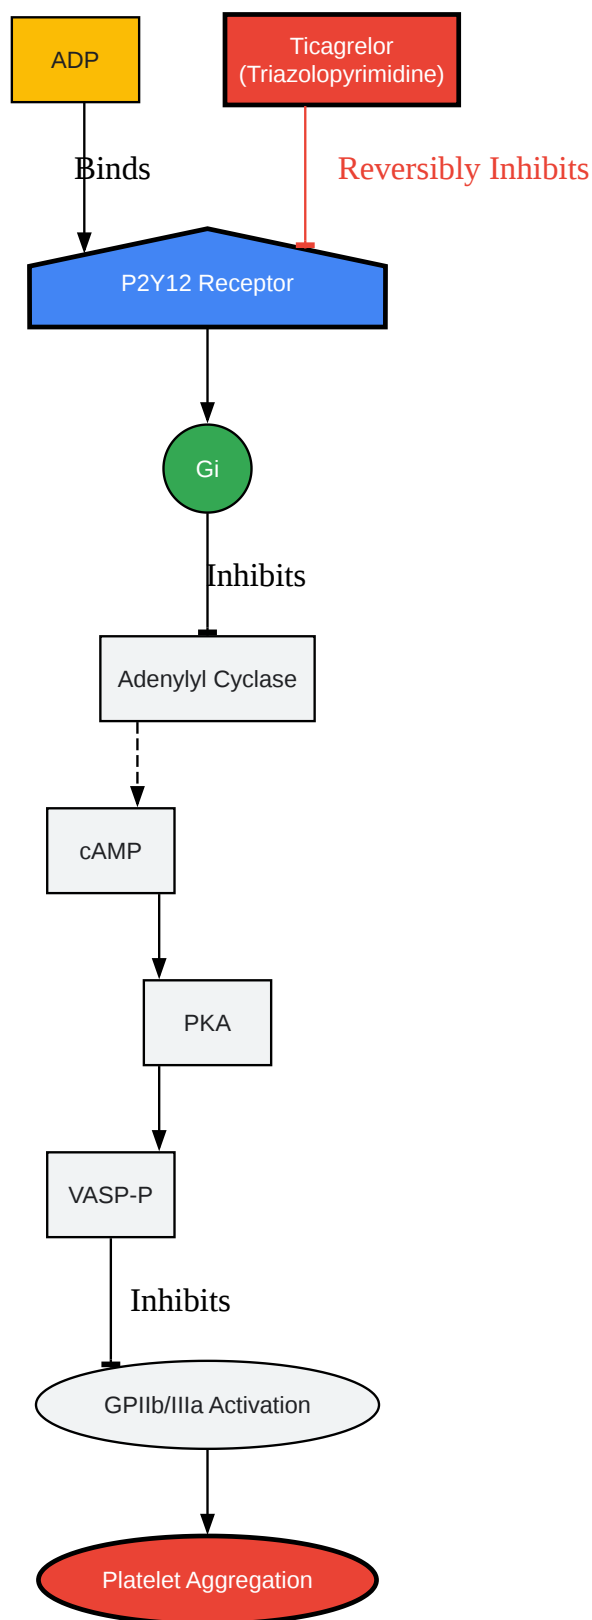 ADP
Ticagrelor
(Triazolopyrimidine)
Binds
Reversibly Inhibits
P2Y12 Receptor
Gi
Inhibits
Adenylyl Cyclase
cAMP
PKA
VASP-P
Inhibits
GPIIb/IIIa Activation
Platelet Aggregation